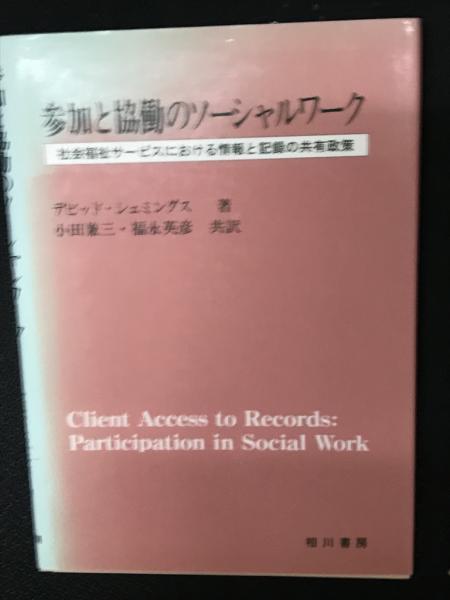 参加と協働のソーシャルワーク
社会福祉サービスにおける情報と記録の共有政策
デビッド・シェミングス 著
小田兼三・福永英彦 共訳
Client Access to Records:
Participation in Social Work
相川書房